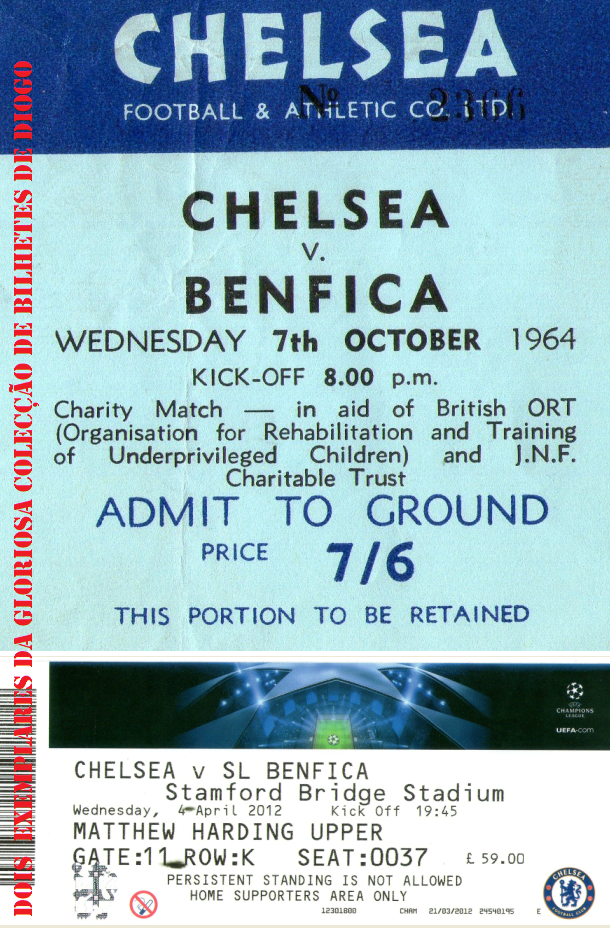 CHELSEA
FOOTBALL & ATHLETIC CO. LTD.
No 2366
CHELSEA
V.
BENFICA
WEDNESDAY 7th OCTOBER 1964
KICK-OFF 8.00 p.m.
Charity Match — in aid of British ORT
(Organisation for Rehabilitation and Training
of Underprivileged Children) and J.N.F.
Charitable Trust
ADMIT TO GROUND
PRICE 7/6
THIS PORTION TO BE RETAINED
DOIS EXEMPLARES DA GLORIOSA COLECÇÃO DE BILHETES DE DIOGO
CHAMPIONS
LEAGUE
UEFA.com
CHELSEA v SL BENFICA
Stamford Bridge Stadium
Wednesday, 4 April 2012 Kick Off 19:45
MATTHEW HARDING UPPER
GATE:11 ROW:K SEAT:0037 £ 59.00
PERSISTENT STANDING IS NOT ALLOWED
HOME SUPPORTERS AREA ONLY
12301800 CHAM 21/03/2012 24540195 E
CHELSEA
FOOTBALL CLUB